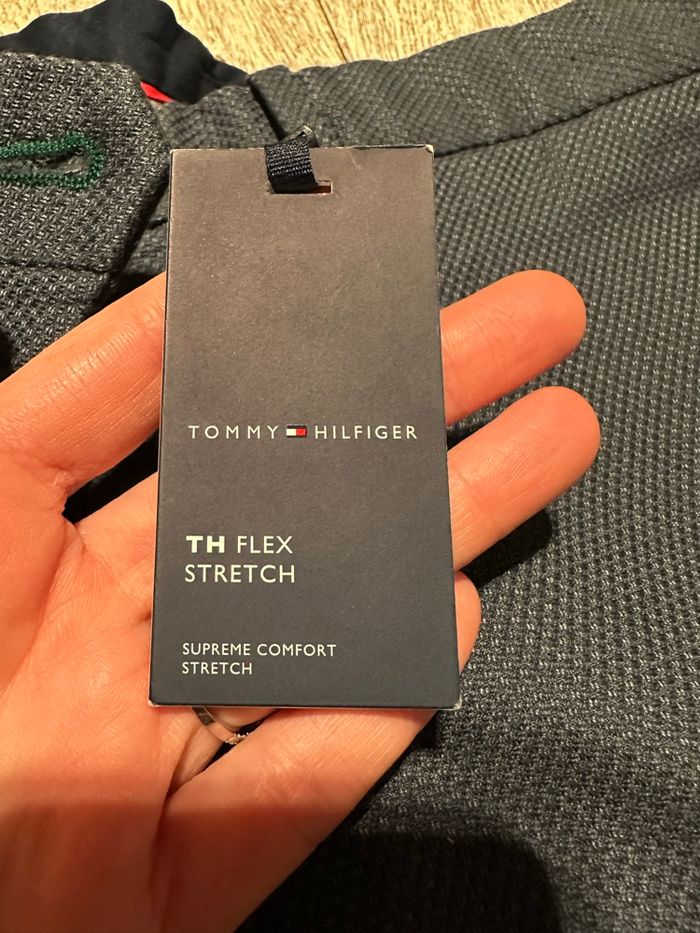 TOMMY HILFIGER
TH FLEX
STRETCH
SUPREME COMFORT
STRETCH